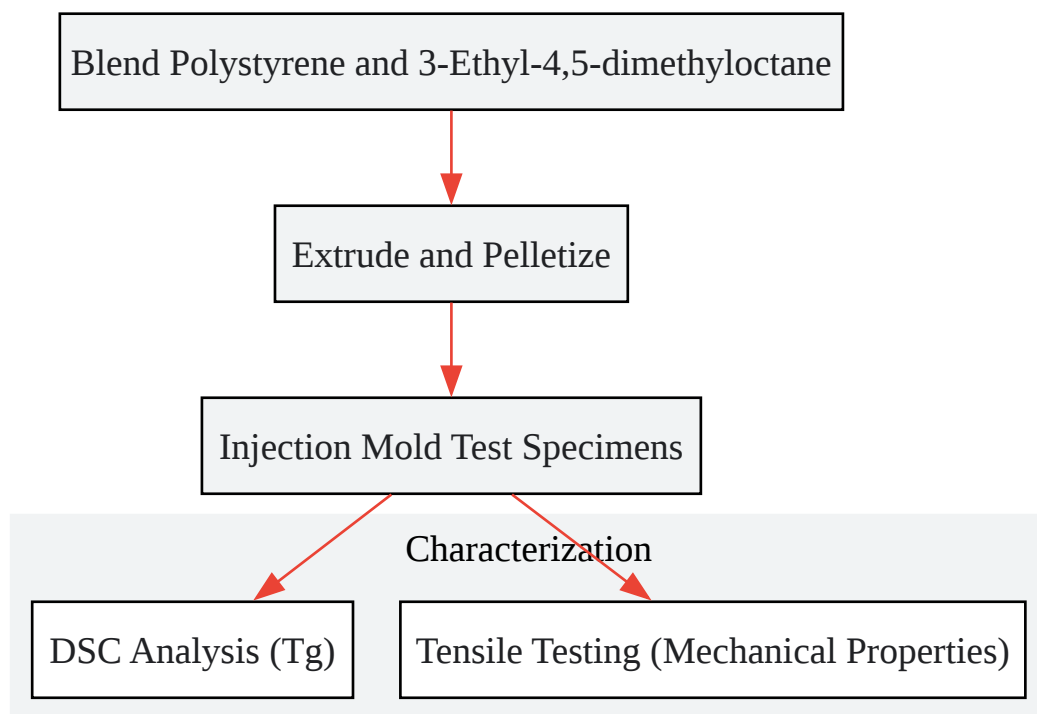 Blend Polystyrene and 3-Ethyl-4,5-dimethyloctane
Extrude and Pelletize
Injection Mold Test Specimens
Characterization
DSC Analysis (Tg)
Tensile Testing (Mechanical Properties)